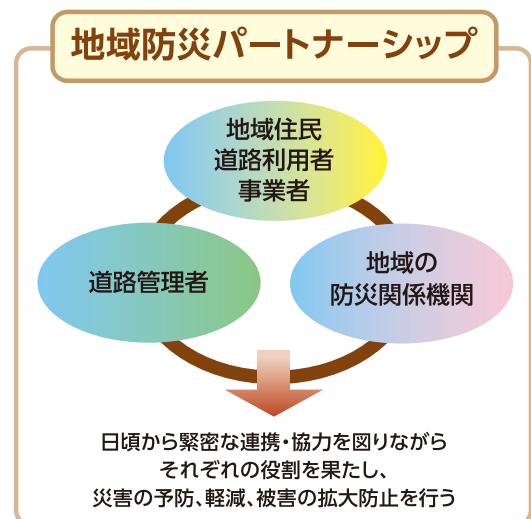 地域防災パートナーシップ
地域住民
道路利用者
事業者
道路管理者
地域の
防災関係機関
日頃から緊密な連携・協力を図りながら
それぞれの役割を果たし、
災害の予防、軽減、被害の拡大防止を行う